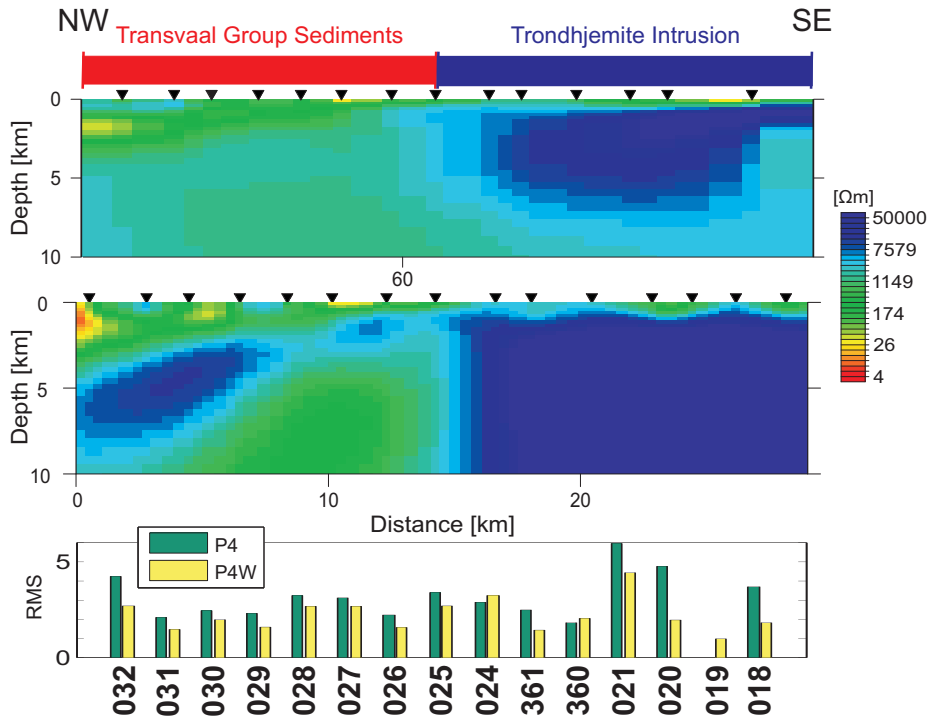 NW SE
Transvaal Group Sediments Trondhjemite Intrusion
0
5
10
Depth [km]
60
[Ωm]
50000
7579
1149
174
26
4
0
5
10
Depth [km]
0 10 20
Distance [km]
P4
P4W
5
0
RMS
032 031 030 029 028 027 026 025 024 361 360 021 020 019 018